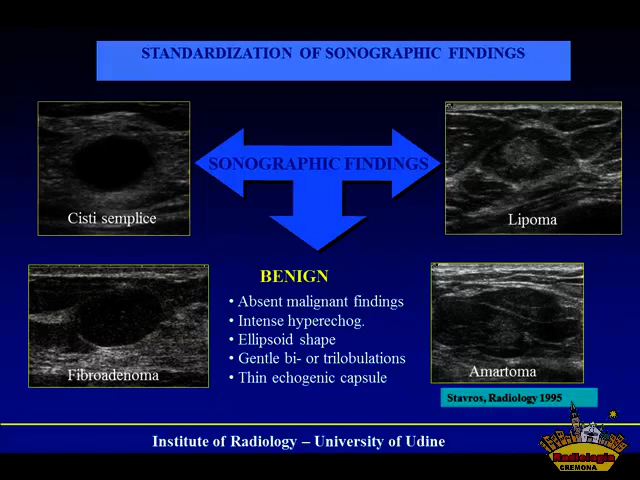 STANDARDIZATION OF SONOGRAPHIC FINDINGS
SONOGRAPHIC FINDINGS
Cisti semplice
Lipoma
BENIGN
• Absent malignant findings
• Intense hyperechog.
• Ellipsoid shape
• Gentle bi- or trilobulations
• Thin echogenic capsule
Fibroadenoma
Amartoma
Stavros, Radiology 1995
Institute of Radiology – University of Udine
Radiologia
CREMONA